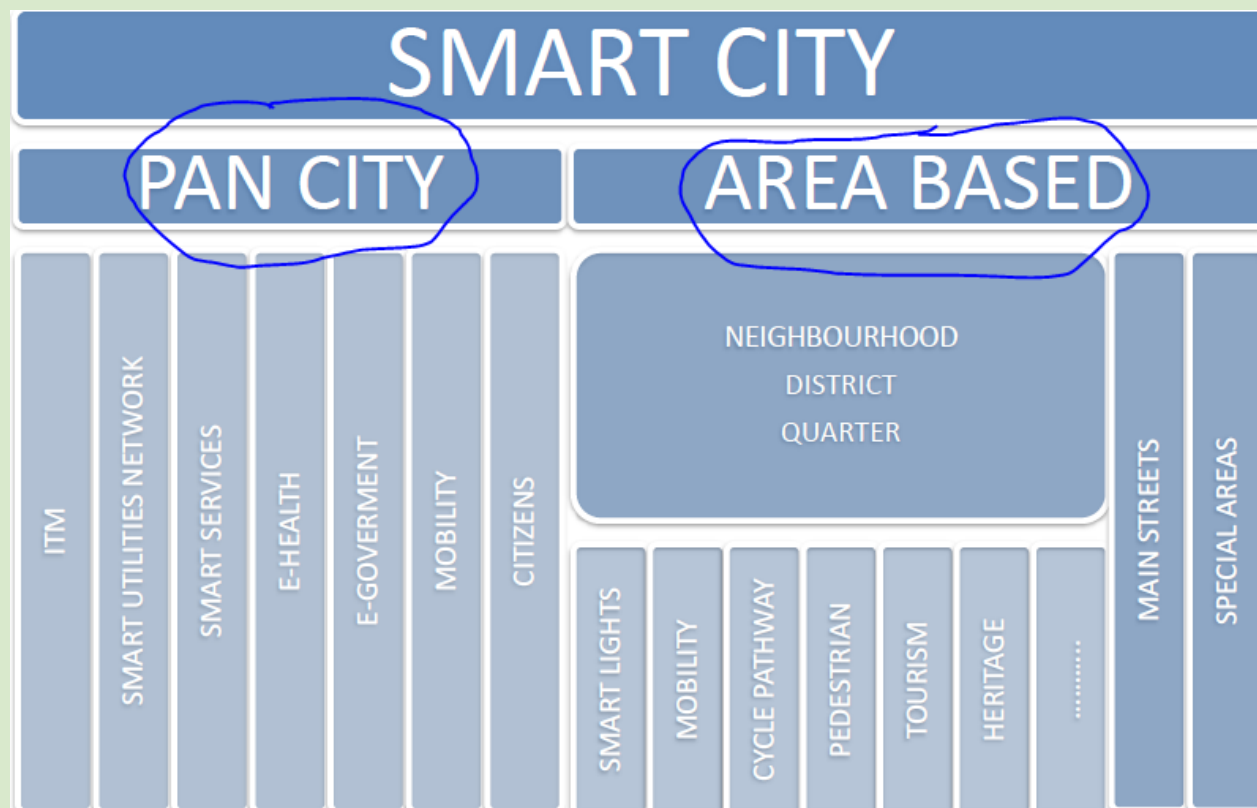 SMART CITY
PAN CITY
AREA BASED
ITM
SMART UTILITIES NETWORK
SMART SERVICES
E-HEALTH
E-GOVERMENT
MOBILITY
CITIZENS
NEIGHBOURHOOD
DISTRICT
QUARTER
SMART LIGHTS
MOBILITY
CYCLE PATHWAY
PEDESTRIAN
TOURISM
HERITAGE
...........
MAIN STREETS
SPECIAL AREAS